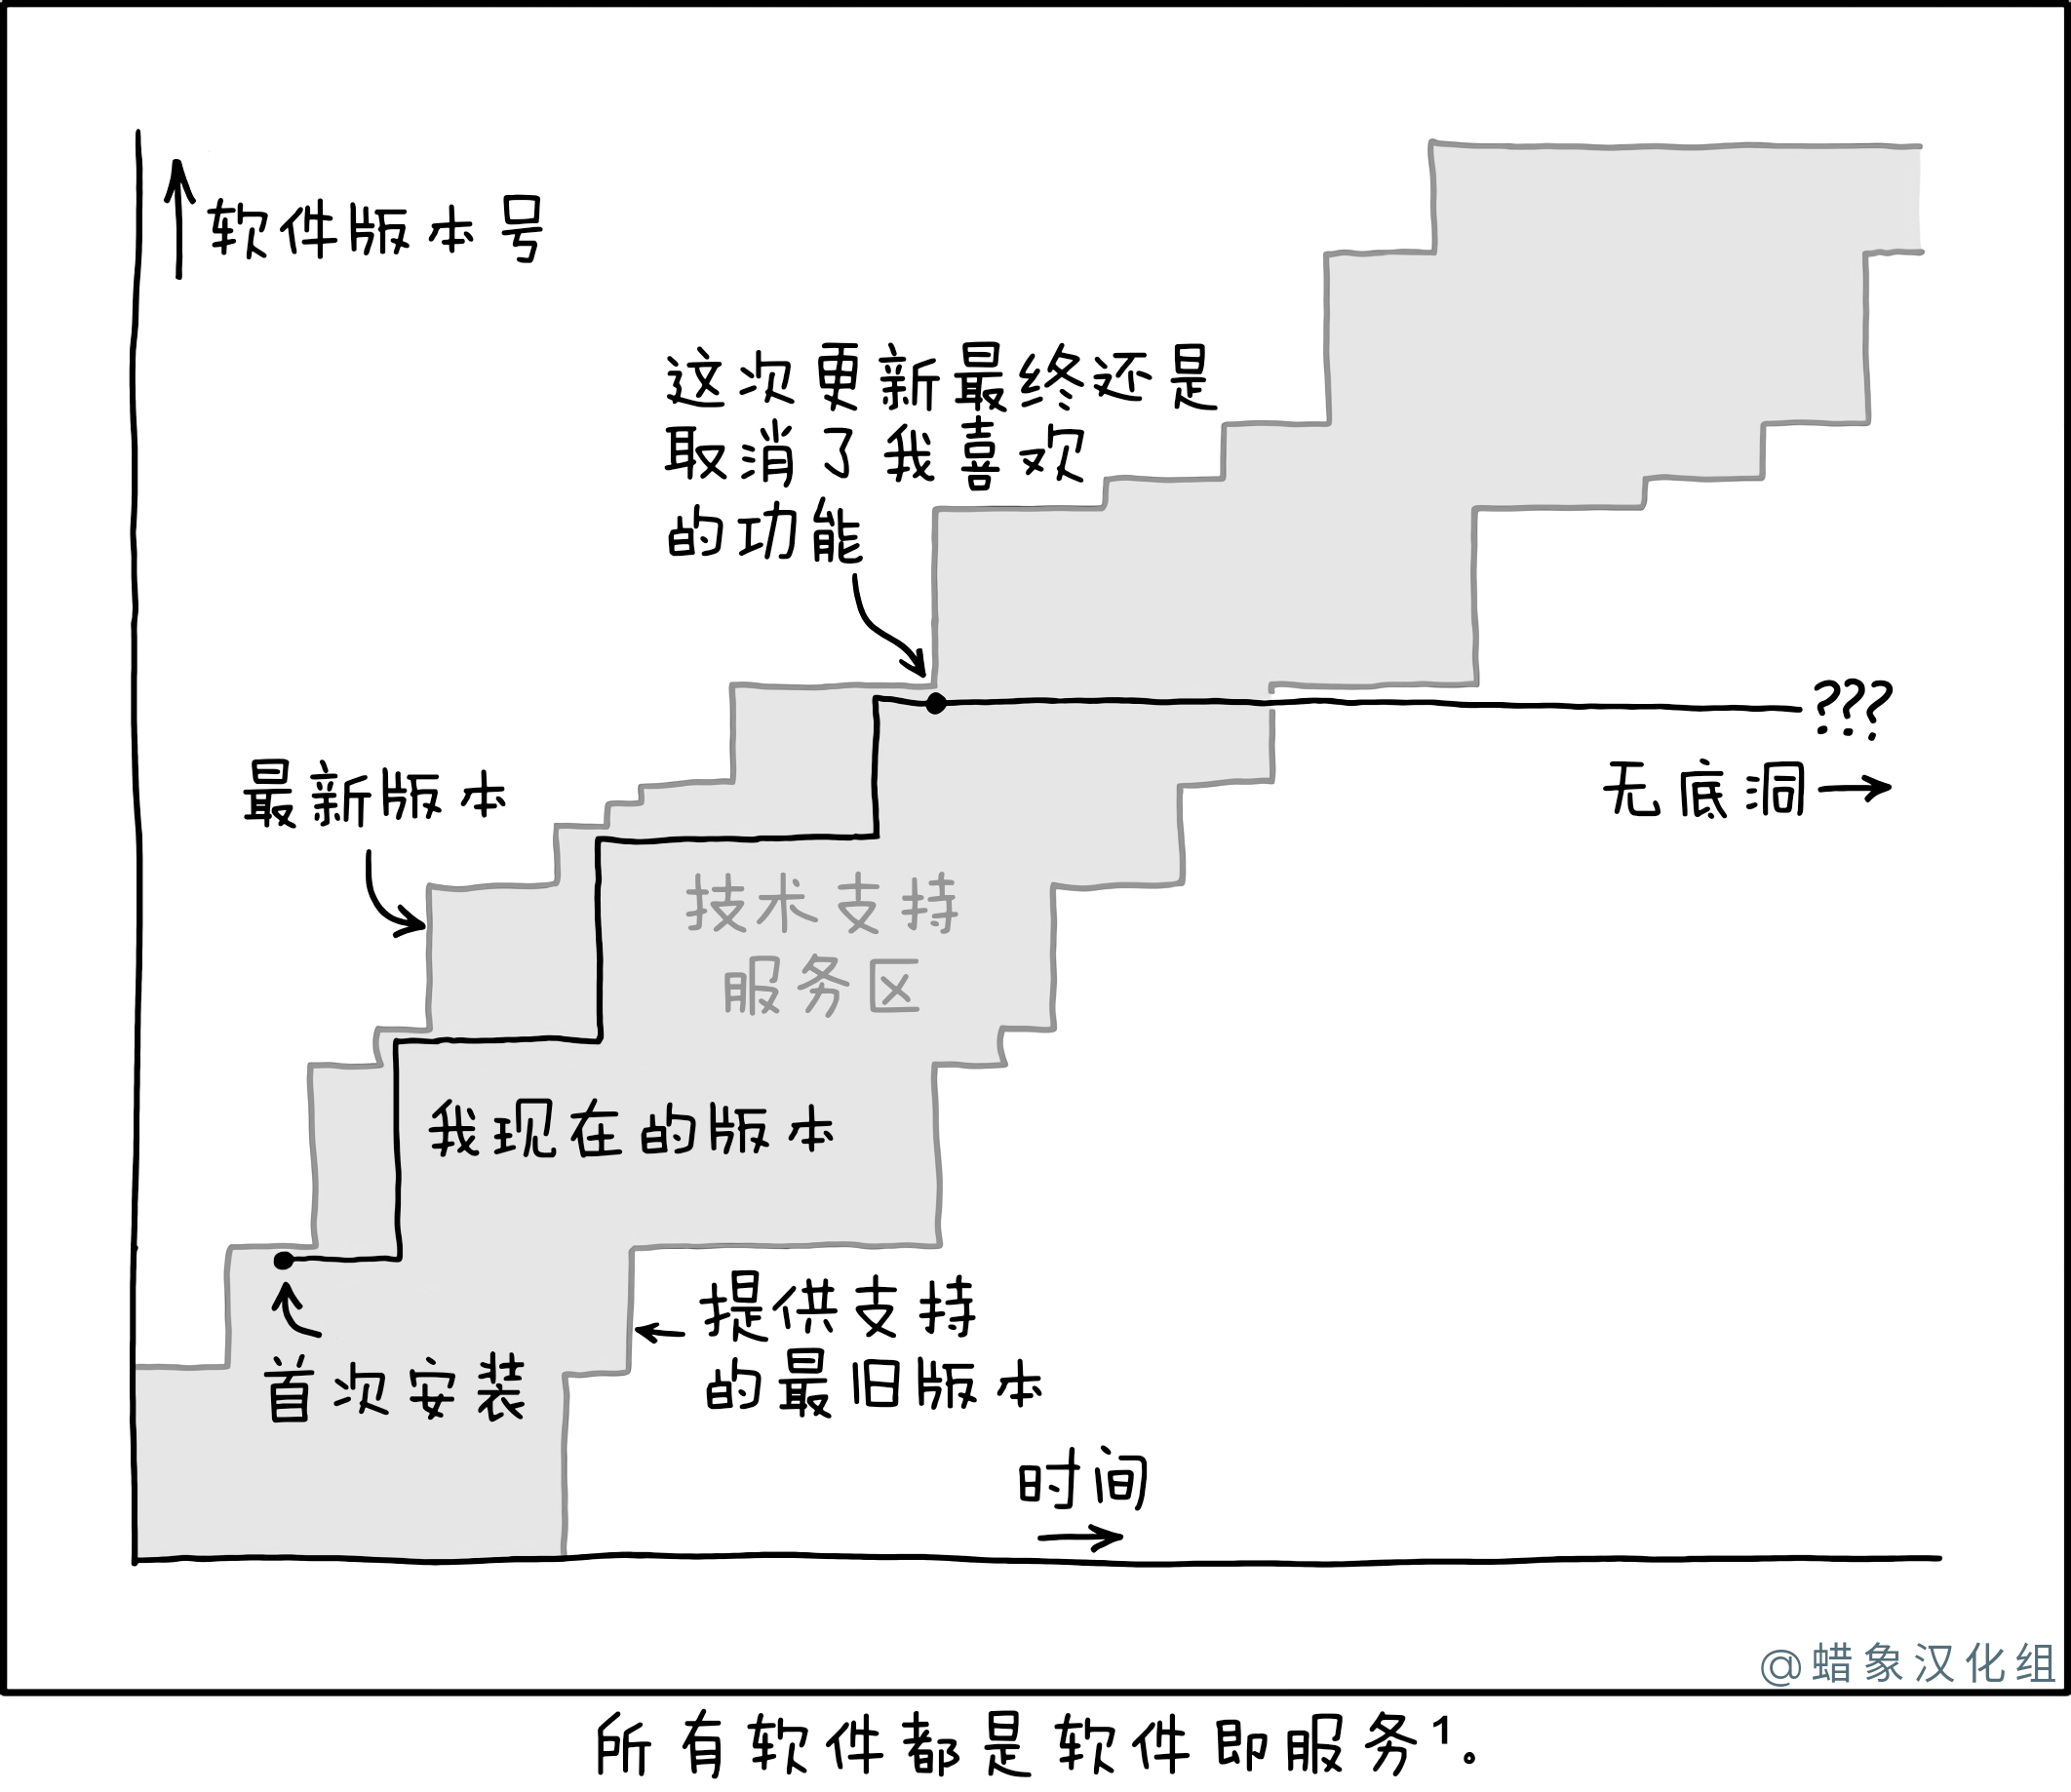 软件版本号
这次更新最终还是
取消了我喜欢
的功能
???
无底洞
最新版本
技术支持
服务区
我现在的版本
首次安装
提供支持
的最旧版本
时间
@蜡象汉化组
所有软件都是软件即服务¹。